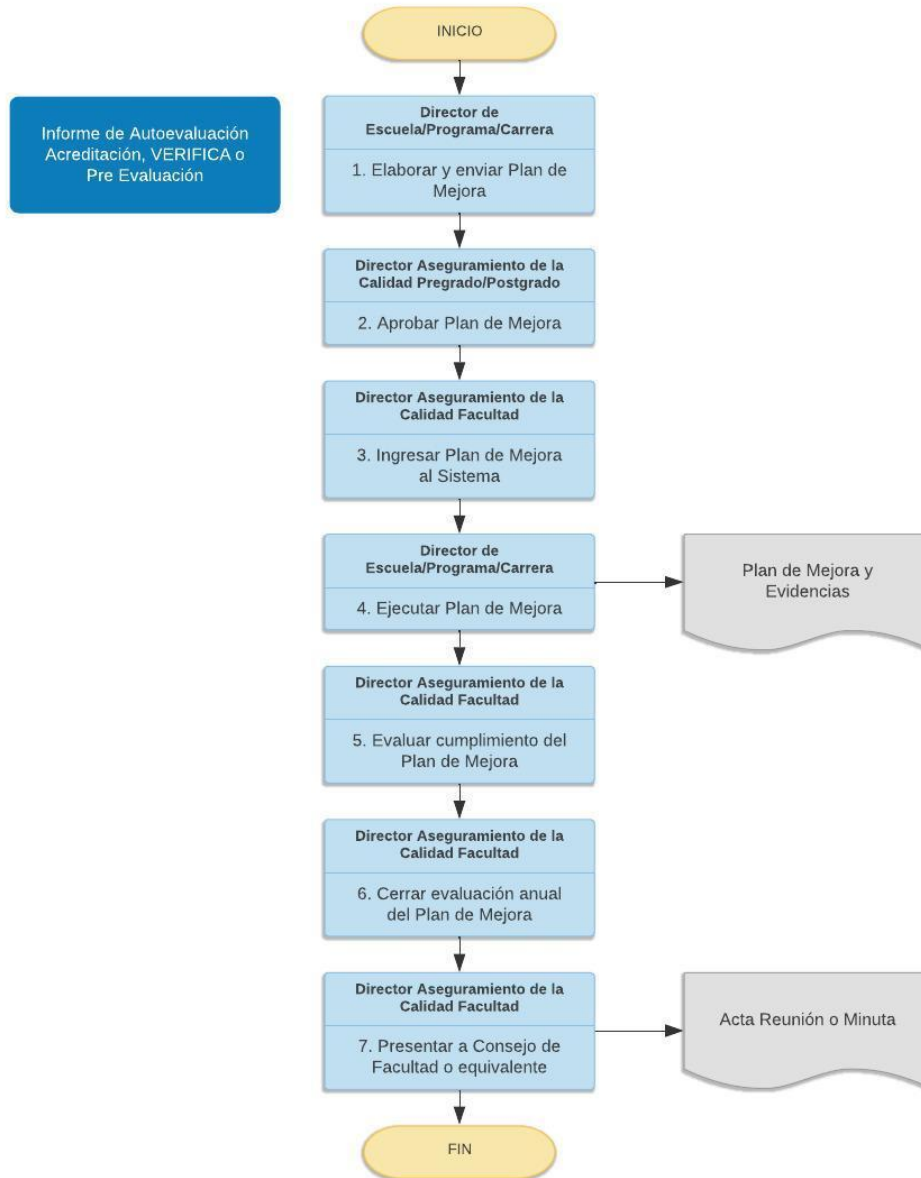 INICIO
Informe de Autoevaluación
Acreditación, VERIFICA o
Pre Evaluación
Director de
Escuela/Programa/Carrera
1. Elaborar y enviar Plan de
Mejora
Director Aseguramiento de la
Calidad Pregrado/Postgrado
2. Aprobar Plan de Mejora
Director Aseguramiento de la
Calidad Facultad
3. Ingresar Plan de Mejora
al Sistema
Director de
Escuela/Programa/Carrera
4. Ejecutar Plan de Mejora
Plan de Mejora y
Evidencias
Director Aseguramiento de la
Calidad Facultad
5. Evaluar cumplimiento del
Plan de Mejora
Director Aseguramiento de la
Calidad Facultad
6. Cerrar evaluación anual
del Plan de Mejora
Director Aseguramiento de la
Calidad Facultad
7. Presentar a Consejo de
Facultad o equivalente
Acta Reunión o Minuta
FIN